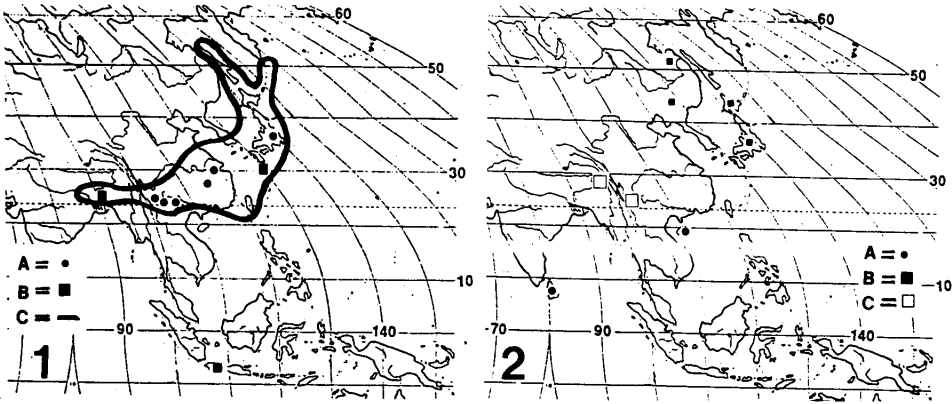 60
50
30
10
A = •
B = ■
C = —
90
140
1
60
50
30
10
A = •
B = ■
C = □
70
90
140
2